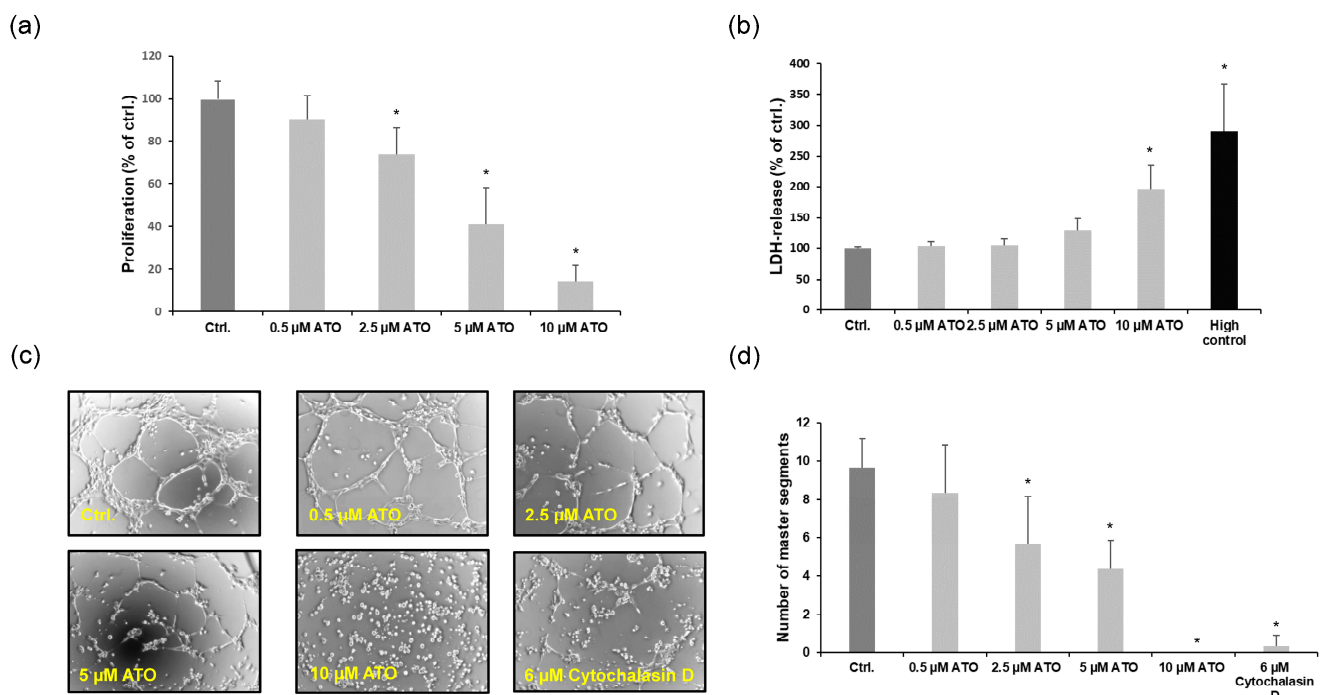 (a)
Proliferation (% of ctrl.)
120
100
80
60
40
20
0
*
*
*
Ctrl.
0.5 µM ATO
2.5 µM ATO
5 µM ATO
10 µM ATO
(b)
LDH-release (% of ctrl.)
400
350
300
250
200
150
100
50
0
*
*
Ctrl.
0.5 µM ATO
2.5 µM ATO
5 µM ATO
10 µM ATO
High
control
(c)
Ctrl.
0.5 µM ATO
2.5 µM ATO
5 µM ATO
10 µM ATO
6 µM Cytochalasin D
(d)
Number of master segments
12
10
8
6
4
2
0
*
*
*
*
Ctrl.
0.5 µM ATO
2.5 µM ATO
5 µM ATO
10 µM ATO
6 µM
Cytochalasin
D